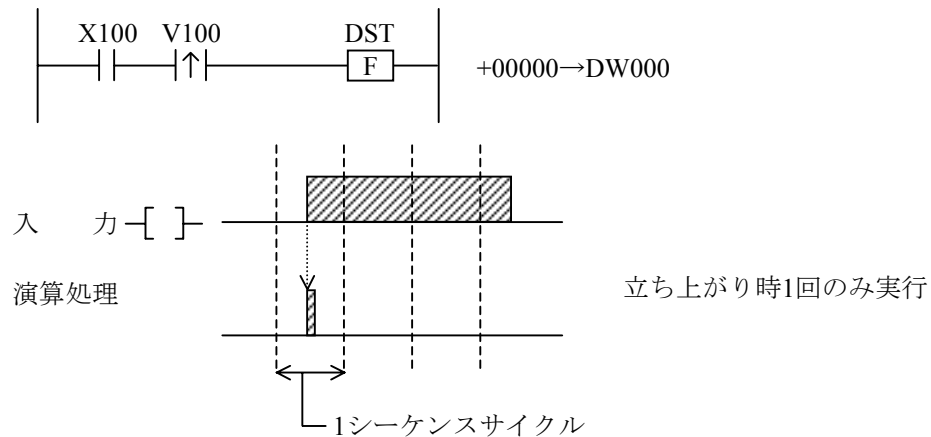 X100 V100 DST
F +00000→DW000
入　力
演算処理 立ち上がり時1回のみ実行
1シーケンスサイクル